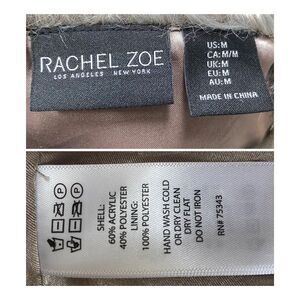 RACHEL ZOE
LOS ANGELES NEW YORK
US:M
CA:M/M
UK:M
EU:M
AU:M
MADE IN CHINA
SHELL:
60% ACRYLIC
40% POLYESTER
LINING:
100% POLYESTER
HAND WASH COLD
OR DRY CLEAN
DRY FLAT
DO NOT IRON
RN# 75343